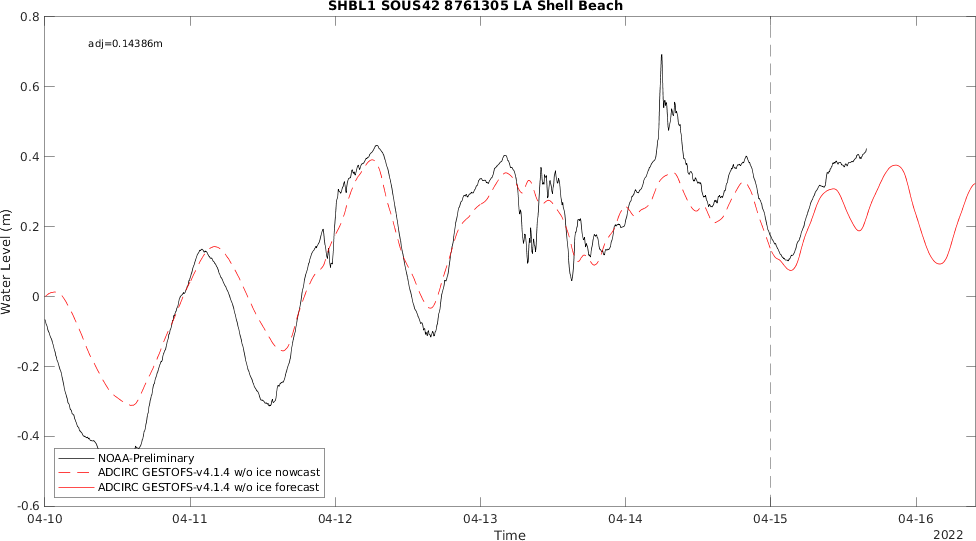 SHBL1 SOUS42 8761305 LA Shell Beach
adj=0.14386m
Water Level (m)
0.8
0.6
0.4
0.2
0
-0.2
-0.4
-0.6
NOAA-Preliminary
ADCIRC GESTOFS-v4.1.4 w/o ice nowcast
ADCIRC GESTOFS-v4.1.4 w/o ice forecast
04-10 04-11 04-12 04-13 04-14 04-15 04-16
Time
2022